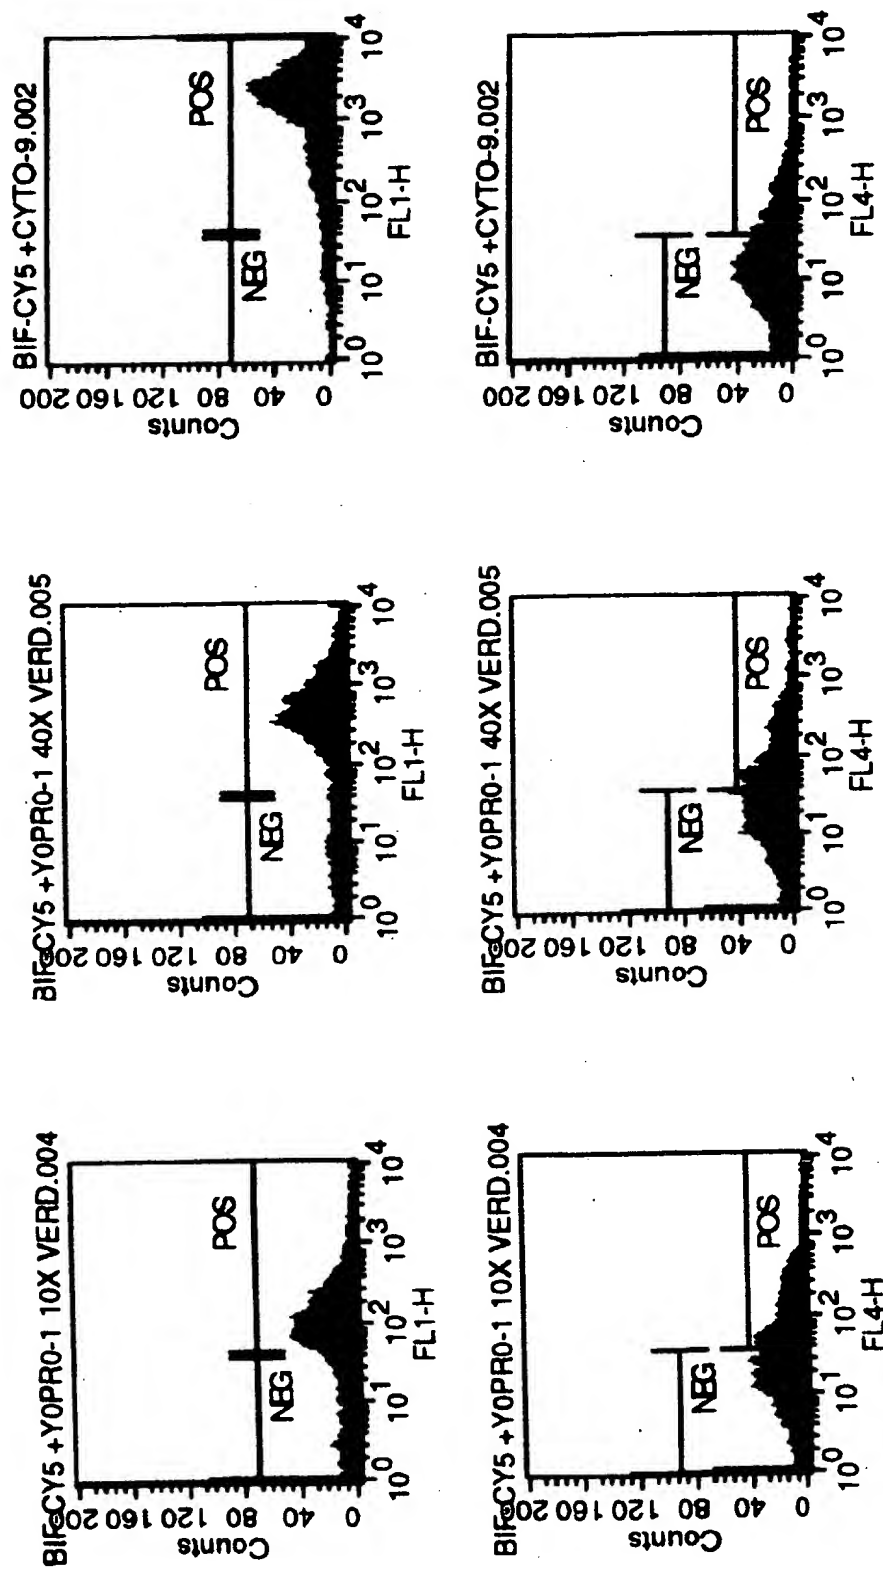 BIF-CY5 +Y0PR0-1 10X VERD.004
Counts
0 40 80 120 160 200
NEG
POS
10^0 10^1 10^2 10^3 10^4
FL1-H
BIF-CY5 +Y0PR0-1 40X VERD.005
Counts
0 40 80 120 160 200
NEG
POS
10^0 10^1 10^2 10^3 10^4
FL1-H
BIF-CY5 +CYTO-9.002
Counts
0 40 80 120 160 200
NEG
POS
10^0 10^1 10^2 10^3 10^4
FL1-H
BIF-CY5 +Y0PR0-1 10X VERD.004
Counts
0 40 80 120 160 200
NEG
POS
10^0 10^1 10^2 10^3 10^4
FL4-H
BIF-CY5 +Y0PR0-1 40X VERD.005
Counts
0 40 80 120 160 200
NEG
POS
10^0 10^1 10^2 10^3 10^4
FL4-H
BIF-CY5 +CYTO-9.002
Counts
0 40 80 120 160 200
NEG
POS
10^0 10^1 10^2 10^3 10^4
FL4-H